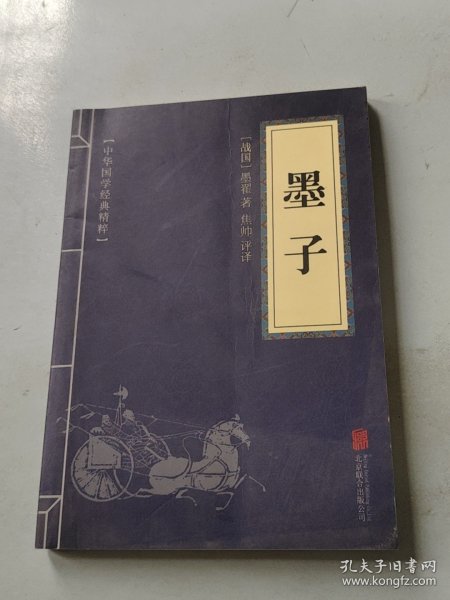 墨子
[战国]墨翟 著 焦帅 评译
【中华国学经典精粹】
北京联合出版公司
孔夫子旧书网
www.kongfz.com